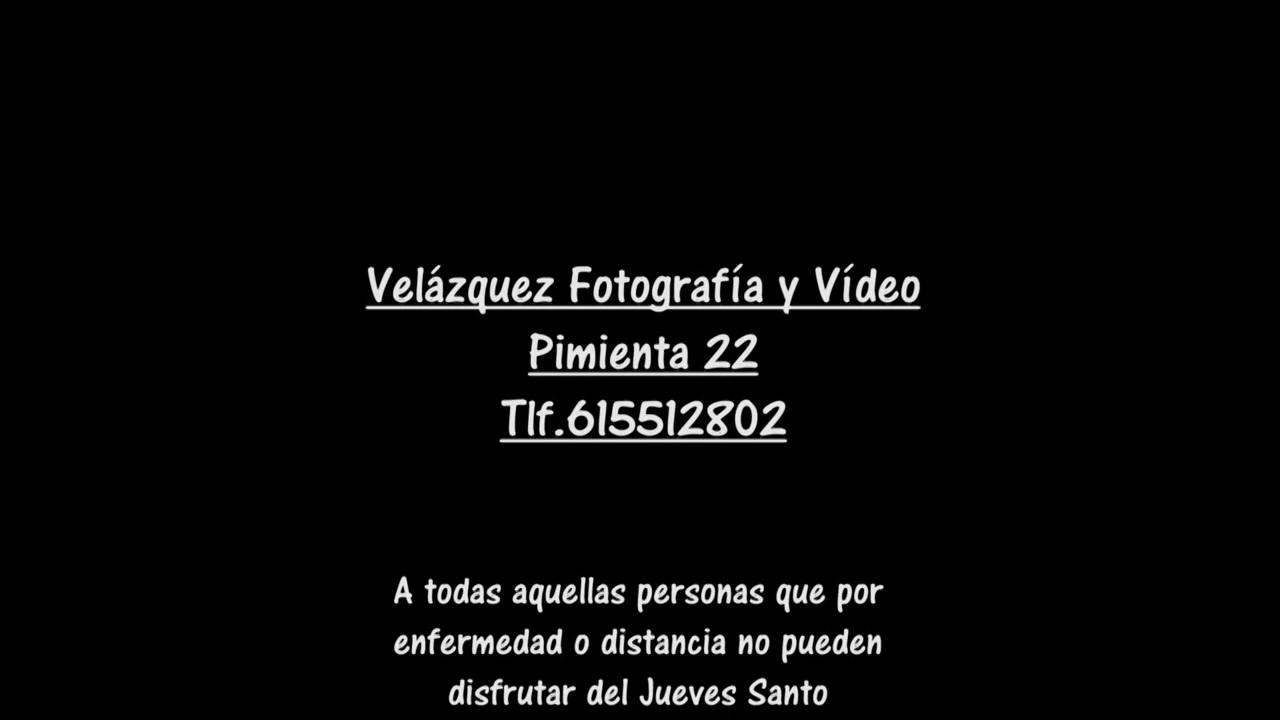 Velázquez Fotografía y Vídeo
Pimienta 22
Tlf.615512802
A todas aquellas personas que por
enfermedad o distancia no pueden
disfrutar del Jueves Santo